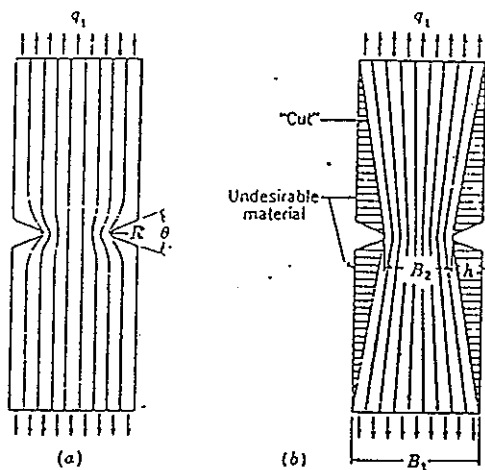 q₁
q₁
"Cut"
Undesirable
material
R
θ
B₂
h
B₁
(a)
(b)